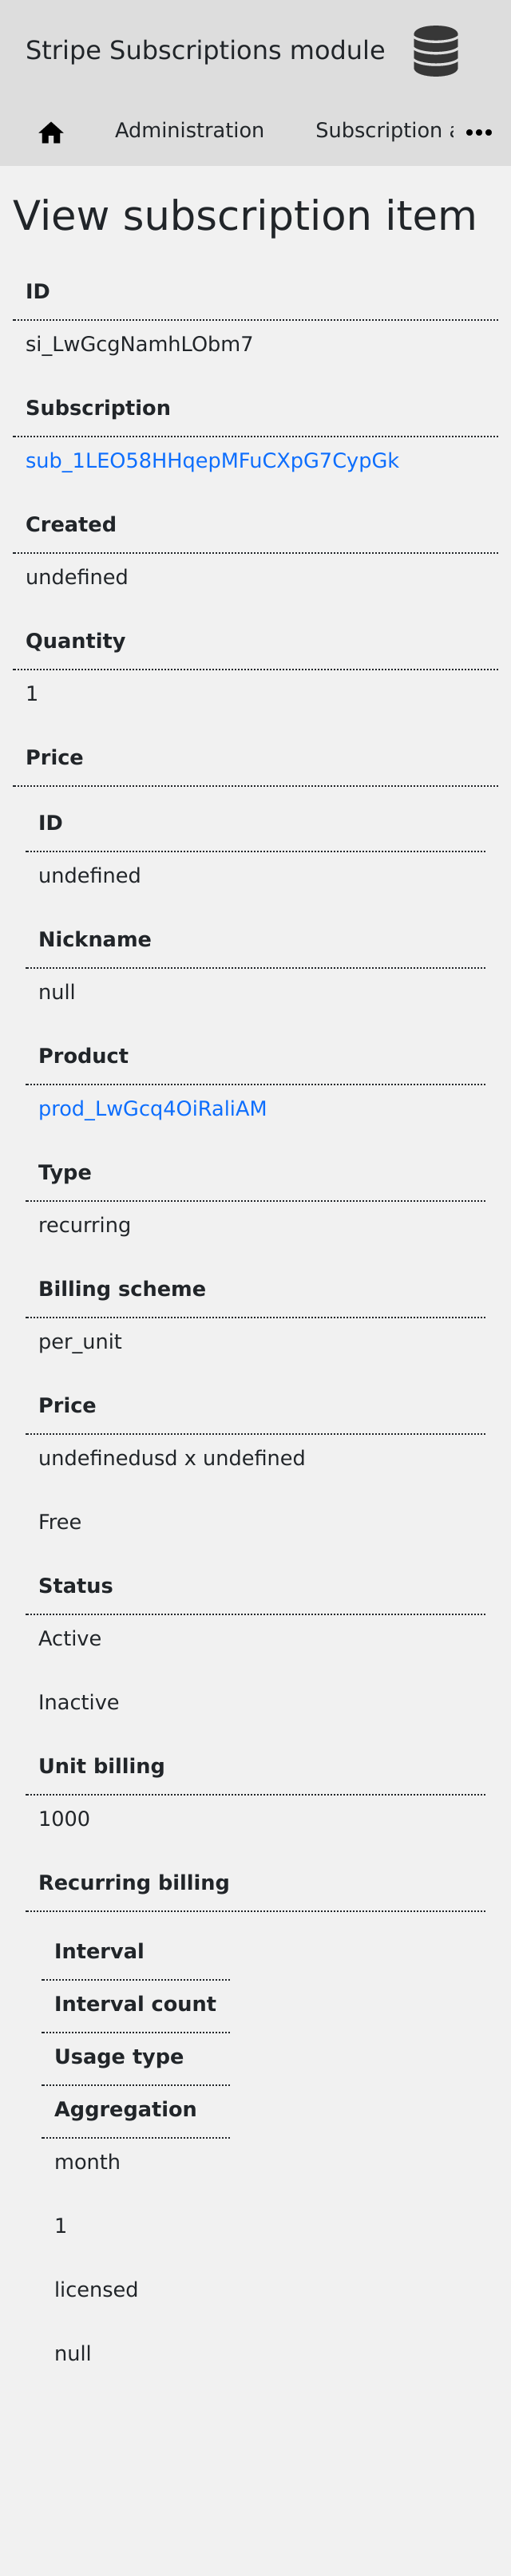 Stripe Subscriptions module
Administration
Subscription a
View subscription item
ID
si_LwGcgNamhLObm7
Subscription
sub_1LEO58HHqepMFuCXpG7CypGk
Created
undefined
Quantity
1
Price
ID
undefined
Nickname
null
Product
prod_LwGcq4OiRaliAM
Type
recurring
Billing scheme
per_unit
Price
undefinedusd x undefined
Free
Status
Active
Inactive
Unit billing
1000
Recurring billing
Interval
Interval count
Usage type
Aggregation
month
1
licensed
null